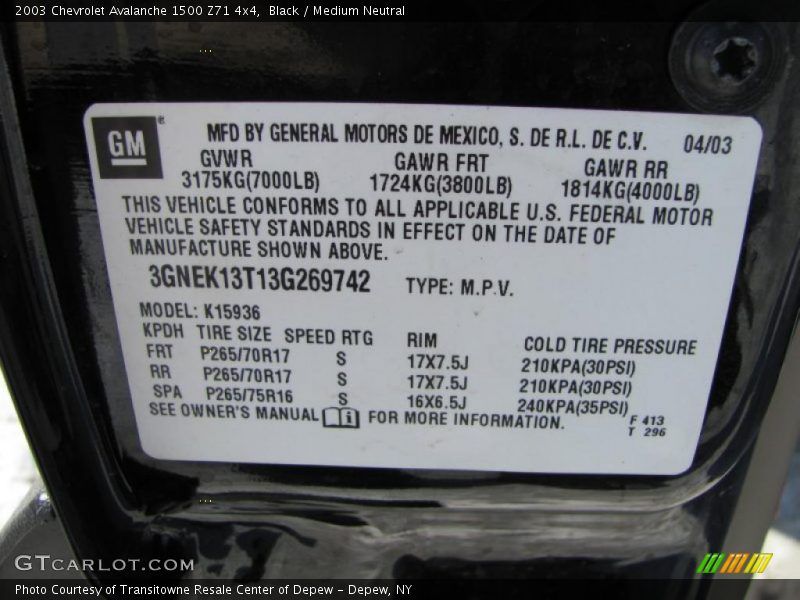 2003 Chevrolet Avalanche 1500 Z71 4x4, Black / Medium Neutral
GM ®
MFD BY GENERAL MOTORS DE MEXICO, S. DE R.L. DE C.V. 04/03
GVWR GAWR FRT GAWR RR
3175KG(7000LB) 1724KG(3800LB) 1814KG(4000LB)
THIS VEHICLE CONFORMS TO ALL APPLICABLE U.S. FEDERAL MOTOR
VEHICLE SAFETY STANDARDS IN EFFECT ON THE DATE OF
MANUFACTURE SHOWN ABOVE.
3GNEK13T13G269742 TYPE: M.P.V.
MODEL: K15936
KPDH TIRE SIZE SPEED RTG RIM COLD TIRE PRESSURE
FRT P265/70R17 S 17X7.5J 210KPA(30PSI)
RR P265/70R17 S 17X7.5J 210KPA(30PSI)
SPA P265/75R16 S 16X6.5J 240KPA(35PSI)
SEE OWNER'S MANUAL i FOR MORE INFORMATION.
F 413
T 296
GTCarlot.com
Photo Courtesy of Transitowne Resale Center of Depew – Depew, NY